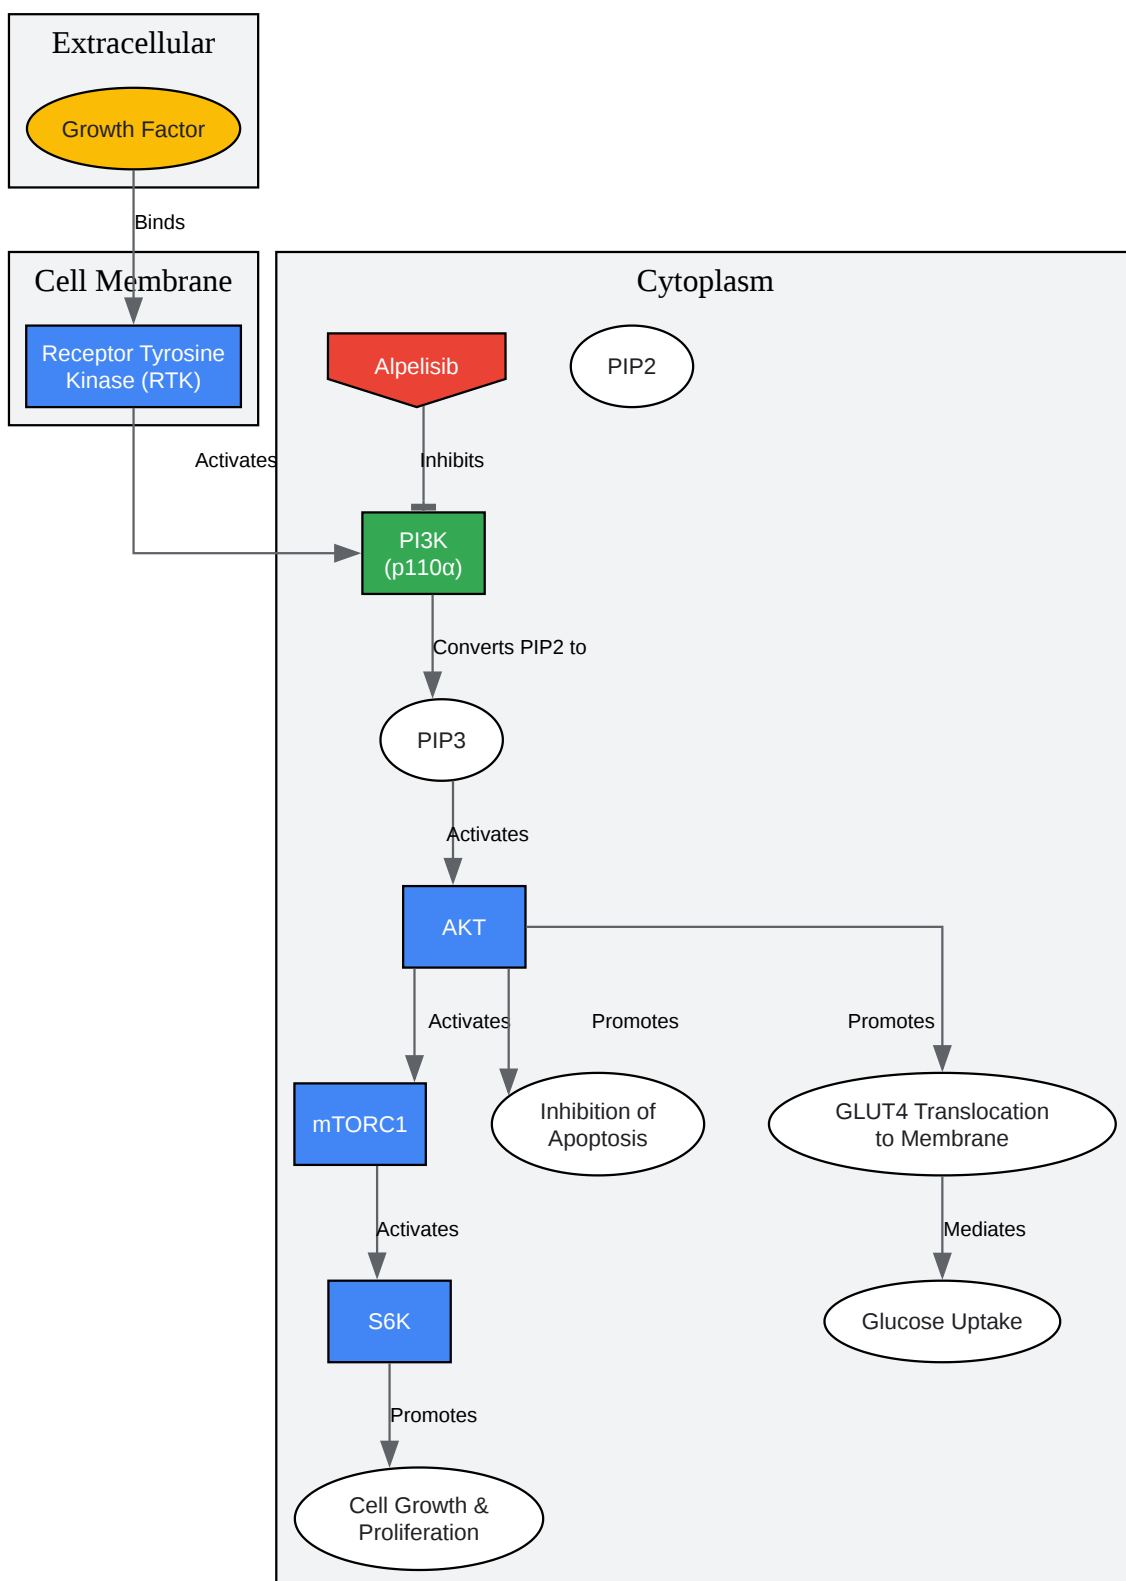 Extracellular
Growth Factor
Binds
Cell Membrane
Cytoplasm
Receptor Tyrosine
Kinase (RTK)
Alpelisib
PIP2
Activates
Inhibits
PI3K
(p110α)
Converts PIP2 to
PIP3
Activates
AKT
Activates
Promotes
Promotes
mTORC1
Inhibition of
Apoptosis
GLUT4 Translocation
to Membrane
Activates
Mediates
S6K
Glucose Uptake
Promotes
Cell Growth &
Proliferation